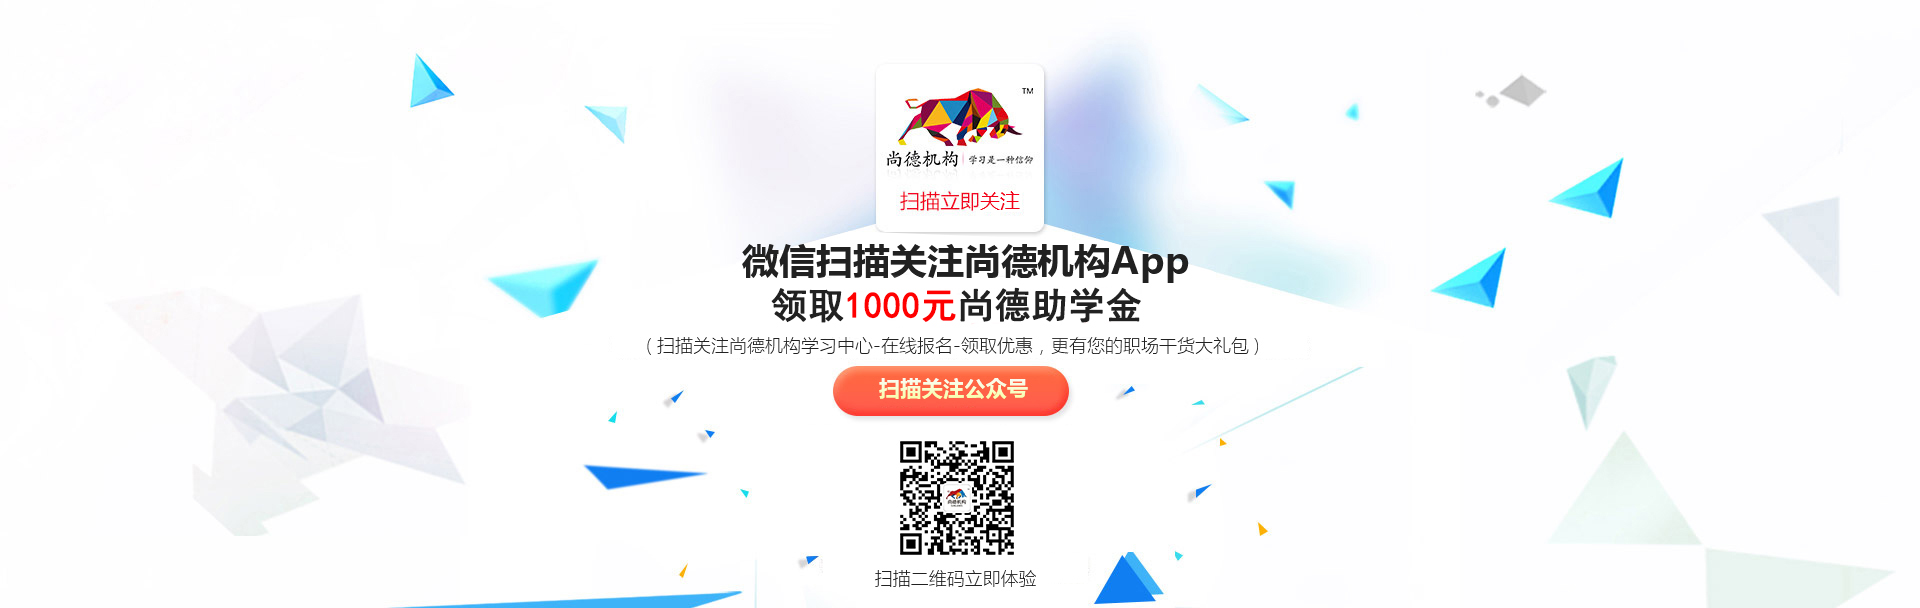 TM
尚德机构 学习是一种信仰
扫描立即关注
微信扫描关注尚德机构App
领取1000元尚德助学金
（扫描关注尚德机构学习中心-在线报名-领取优惠，更有您的职场干货大礼包）
扫描关注公众号
尚德机构
扫描二维码立即体验